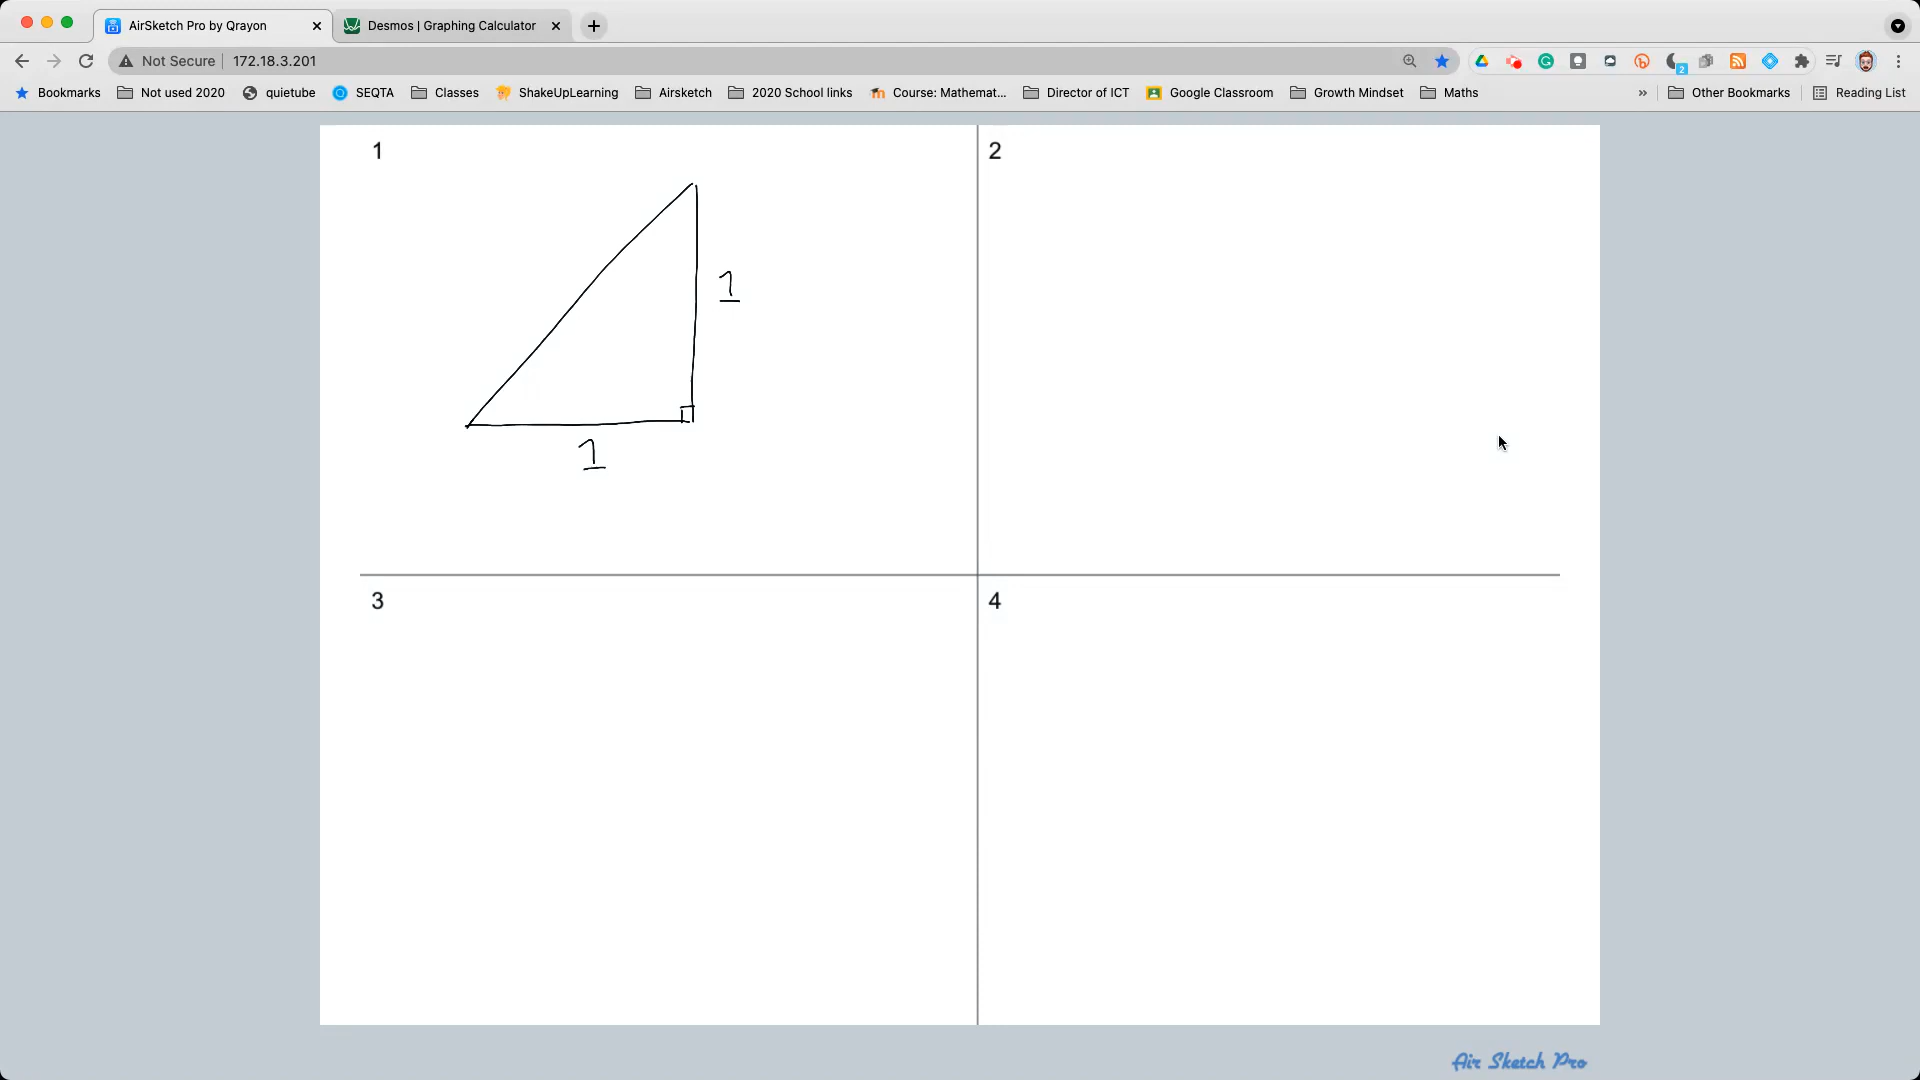 AirSketch Pro by Qrayon
Desmos | Graphing Calculator
Not Secure 172.18.3.201
2
Bookmarks Not used 2020 quietube SEQTA Classes ShakeUpLearning Airsketch 2020 School links Course: Mathemat... Director of ICT Google Classroom Growth Mindset Maths » Other Bookmarks Reading List
1
2
1
1
3
4
Air Sketch Pro